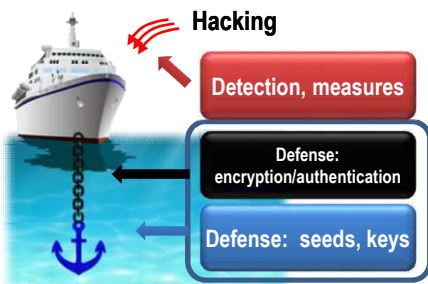 Hacking
Detection, measures
Defense:
encryption/authentication
Defense: seeds, keys